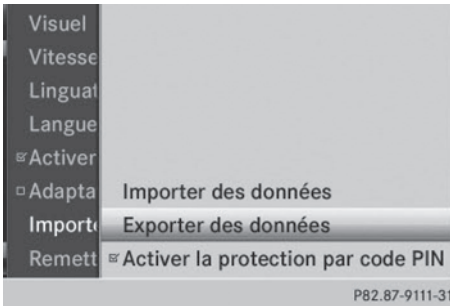 Visuel
Vitesse
Linguat
Langue
Activer
Adapta
Importe
Remett
Importer des données
Exporter des données
Activer la protection par code PIN
P82.87-9111-31